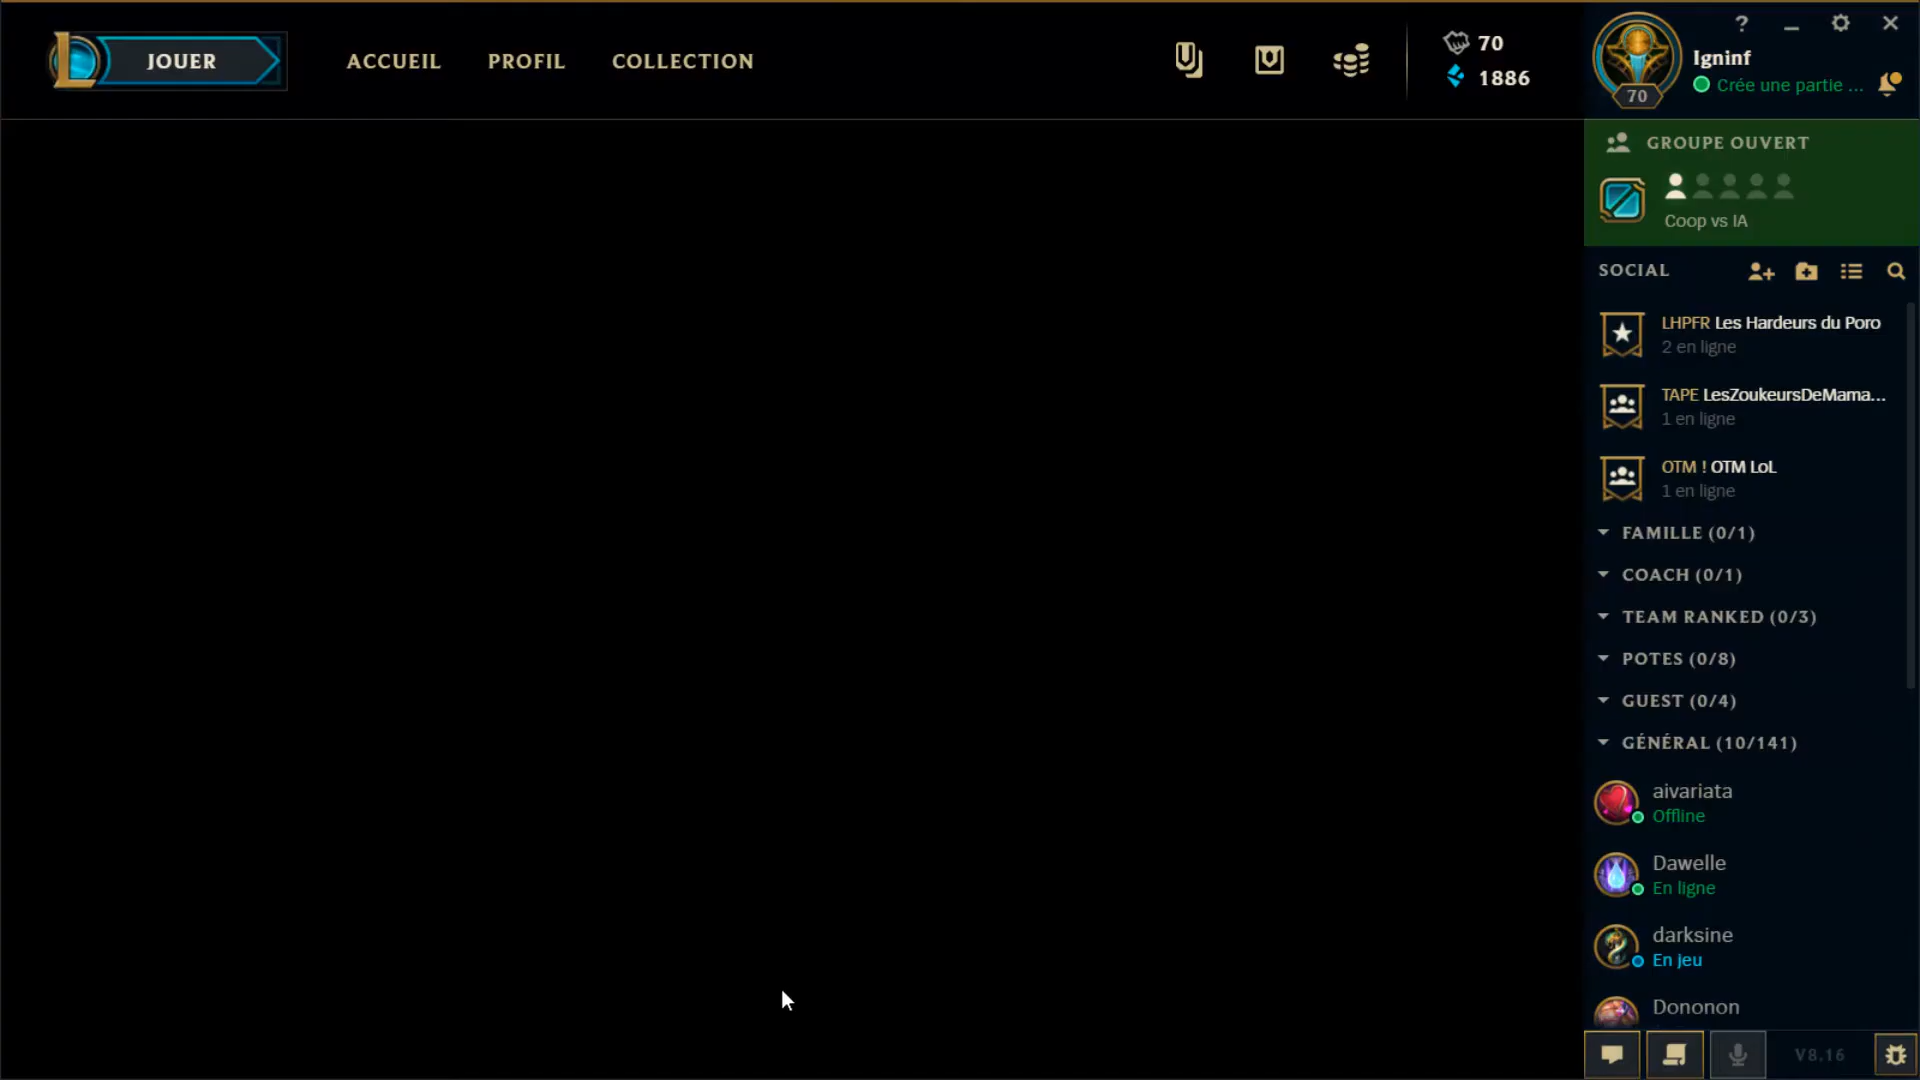 JOUER
ACCUEIL
PROFIL
COLLECTION
70
1886
?
70
Igninf
Crée une partie ...
GROUPE OUVERT
Coop vs IA
SOCIAL
LHPFR Les Hardeurs du Poro
2 en ligne
TAPE LesZoukeursDeMama...
1 en ligne
OTM ! OTM LoL
1 en ligne
FAMILLE (0/1)
COACH (0/1)
TEAM RANKED (0/3)
POTES (0/8)
GUEST (0/4)
GÉNÉRAL (10/141)
aivariata
Offline
Dawelle
En ligne
darksine
En jeu
Dononon
V8.16